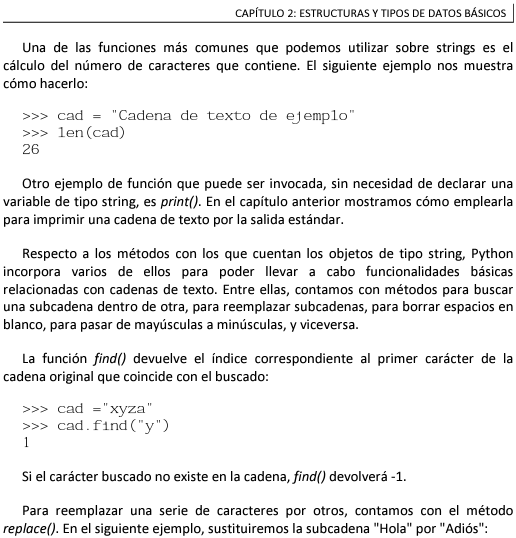 CAPÍTULO 2: ESTRUCTURAS Y TIPOS DE DATOS BÁSICOS
Una de las funciones más comunes que podemos utilizar sobre strings es el
cálculo del número de caracteres que contiene. El siguiente ejemplo nos muestra
cómo hacerlo:
>>> cad = "Cadena de texto de ejemplo"
>>> len(cad)
26
Otro ejemplo de función que puede ser invocada, sin necesidad de declarar una
variable de tipo string, es print(). En el capítulo anterior mostramos cómo emplearla
para imprimir una cadena de texto por la salida estándar.
Respecto a los métodos con los que cuentan los objetos de tipo string, Python
incorpora varios de ellos para poder llevar a cabo funcionalidades básicas
relacionadas con cadenas de texto. Entre ellas, contamos con métodos para buscar
una subcadena dentro de otra, para reemplazar subcadenas, para borrar espacios en
blanco, para pasar de mayúsculas a minúsculas, y viceversa.
La función find() devuelve el índice correspondiente al primer carácter de la
cadena original que coincide con el buscado:
>>> cad ="xyza"
>>> cad.find("y")
1
Si el carácter buscado no existe en la cadena, find() devolverá -1.
Para reemplazar una serie de caracteres por otros, contamos con el método
replace(). En el siguiente ejemplo, sustituiremos la subcadena "Hola" por "Adiós":